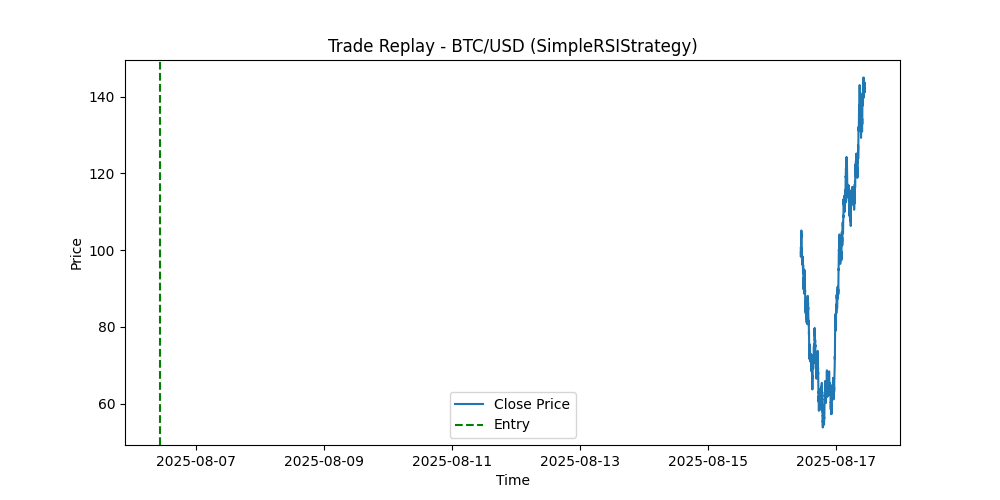 Trade Replay - BTC/USD (SimpleRSIStrategy)
140
120
100
80
60
Price
Close Price
Entry
2025-08-07
2025-08-09
2025-08-11
2025-08-13
2025-08-15
2025-08-17
Time